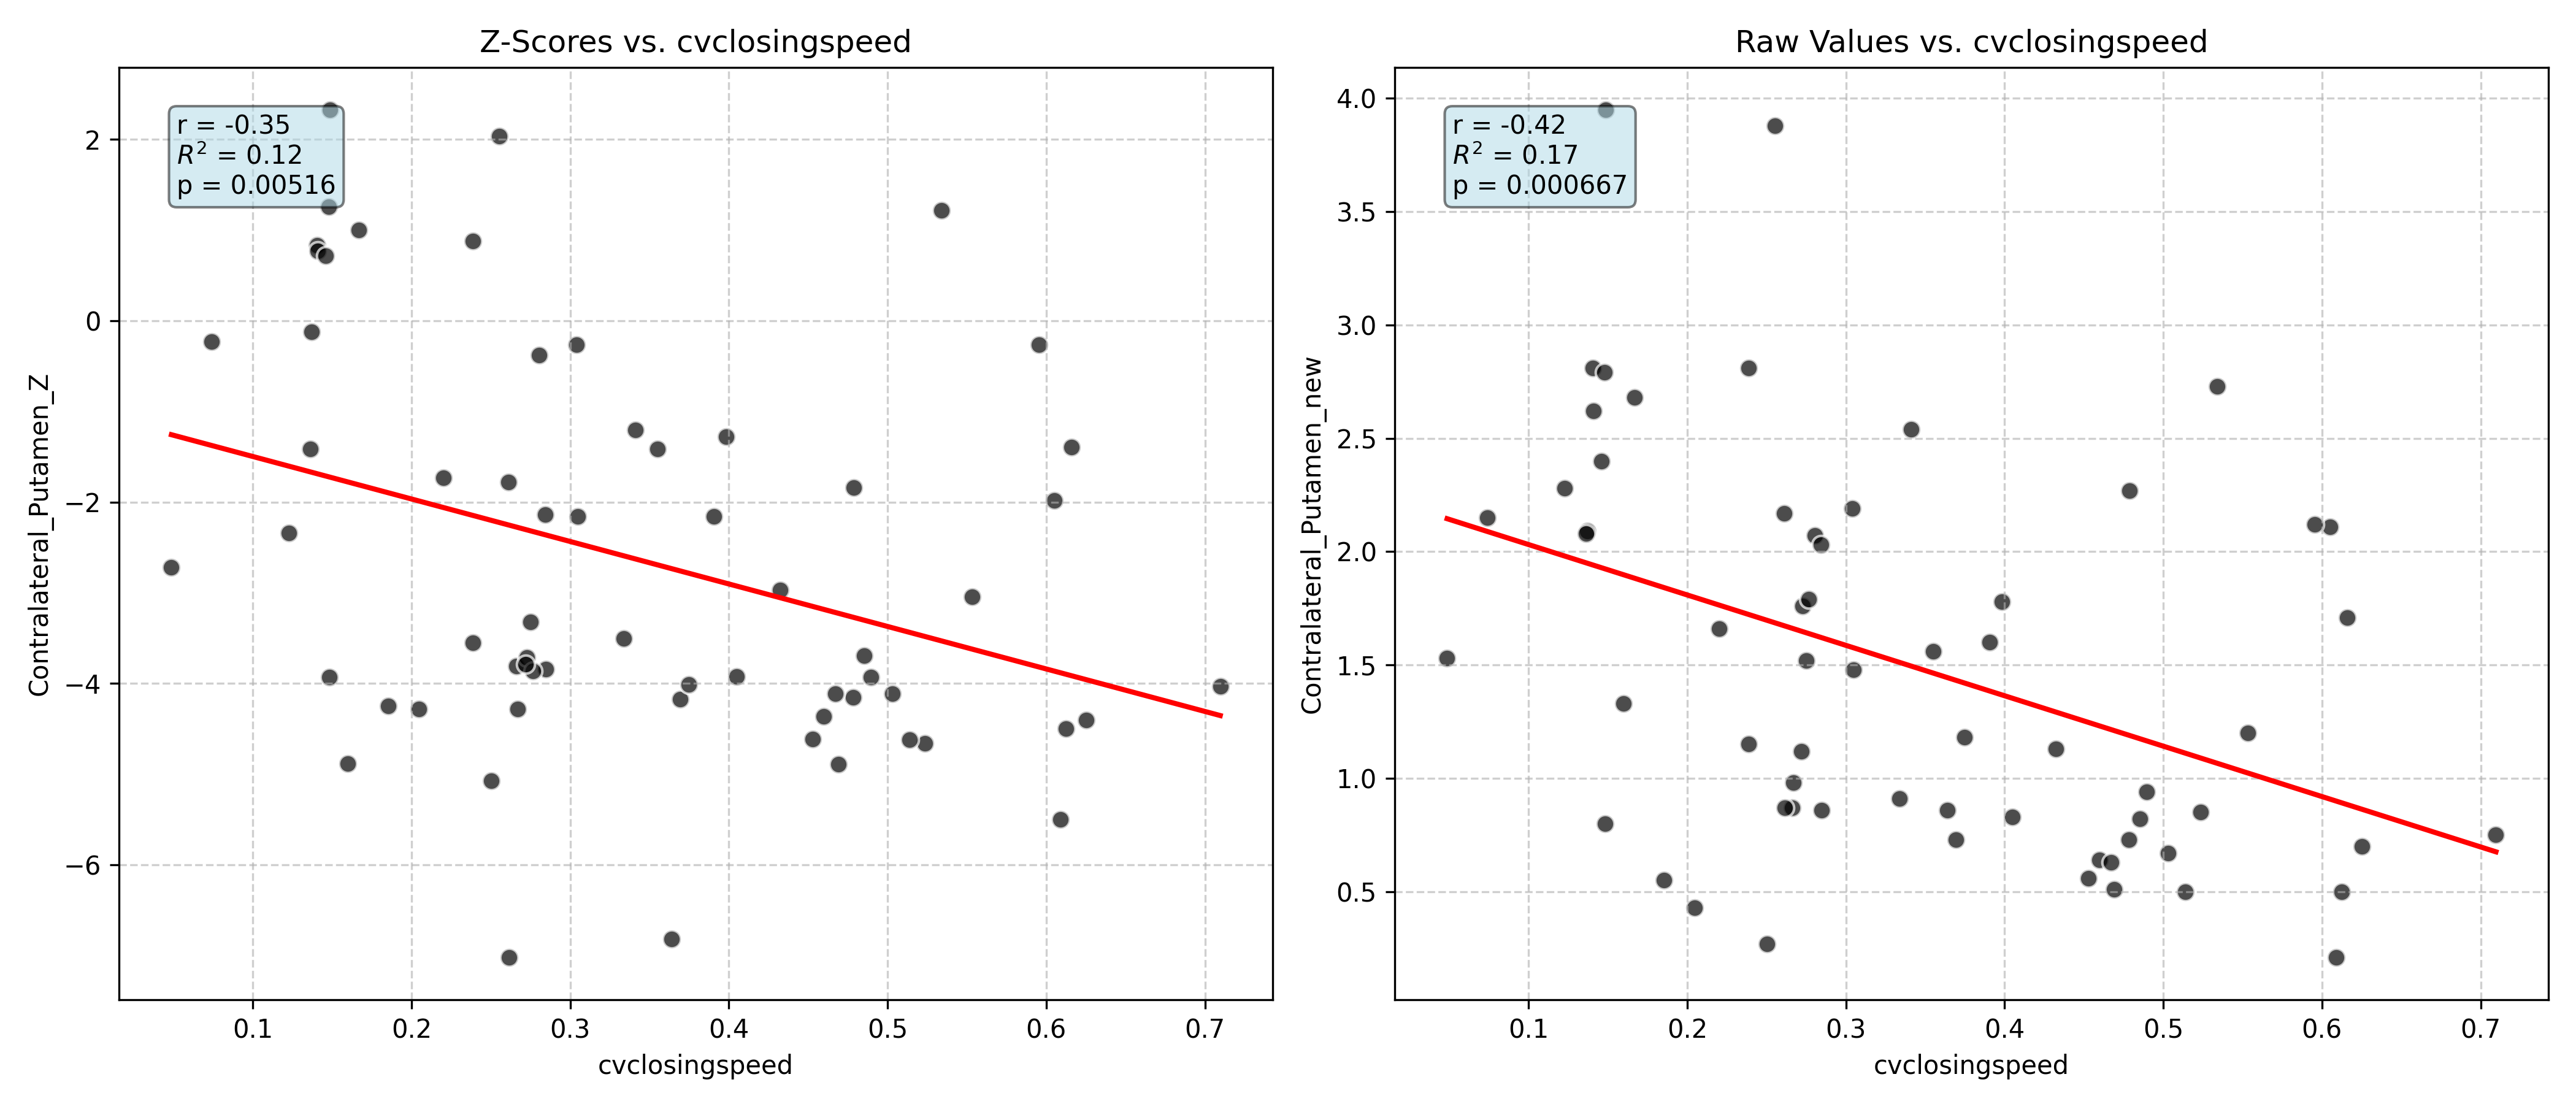 Z-Scores vs. cvclosingspeed
r = -0.35
R² = 0.12
p = 0.00516
2
0
−2
−4
−6
Contralateral_Putamen_Z
0.1 0.2 0.3 0.4 0.5 0.6 0.7
cvclosingspeed
Raw Values vs. cvclosingspeed
r = -0.42
R² = 0.17
p = 0.000667
4.0
3.5
3.0
2.5
2.0
1.5
1.0
0.5
Contralateral_Putamen_new
0.1 0.2 0.3 0.4 0.5 0.6 0.7
cvclosingspeed